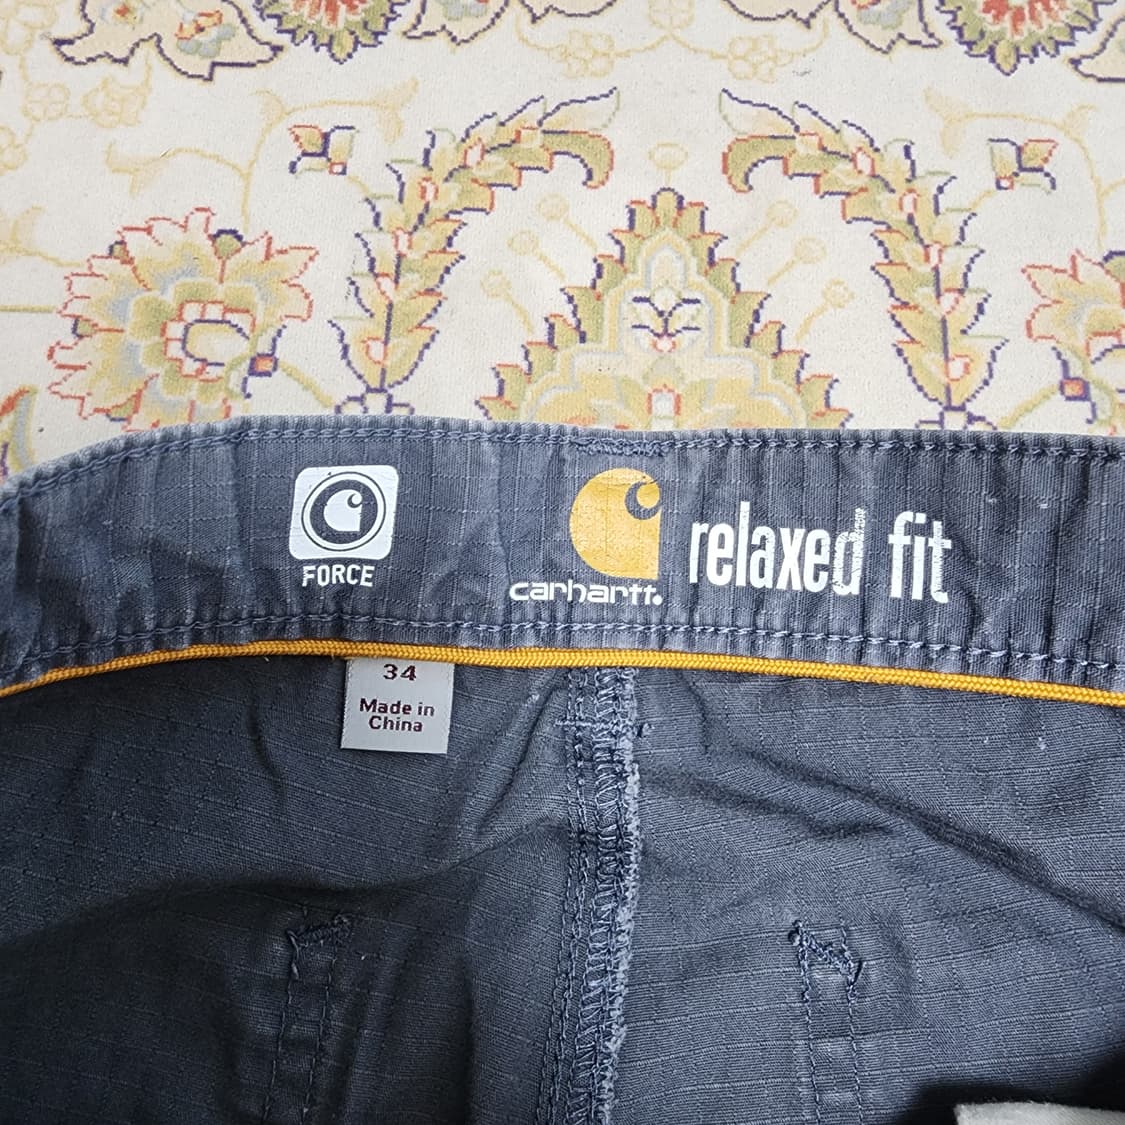 FORCE
carhartt.
relaxed fit
34
Made in
China